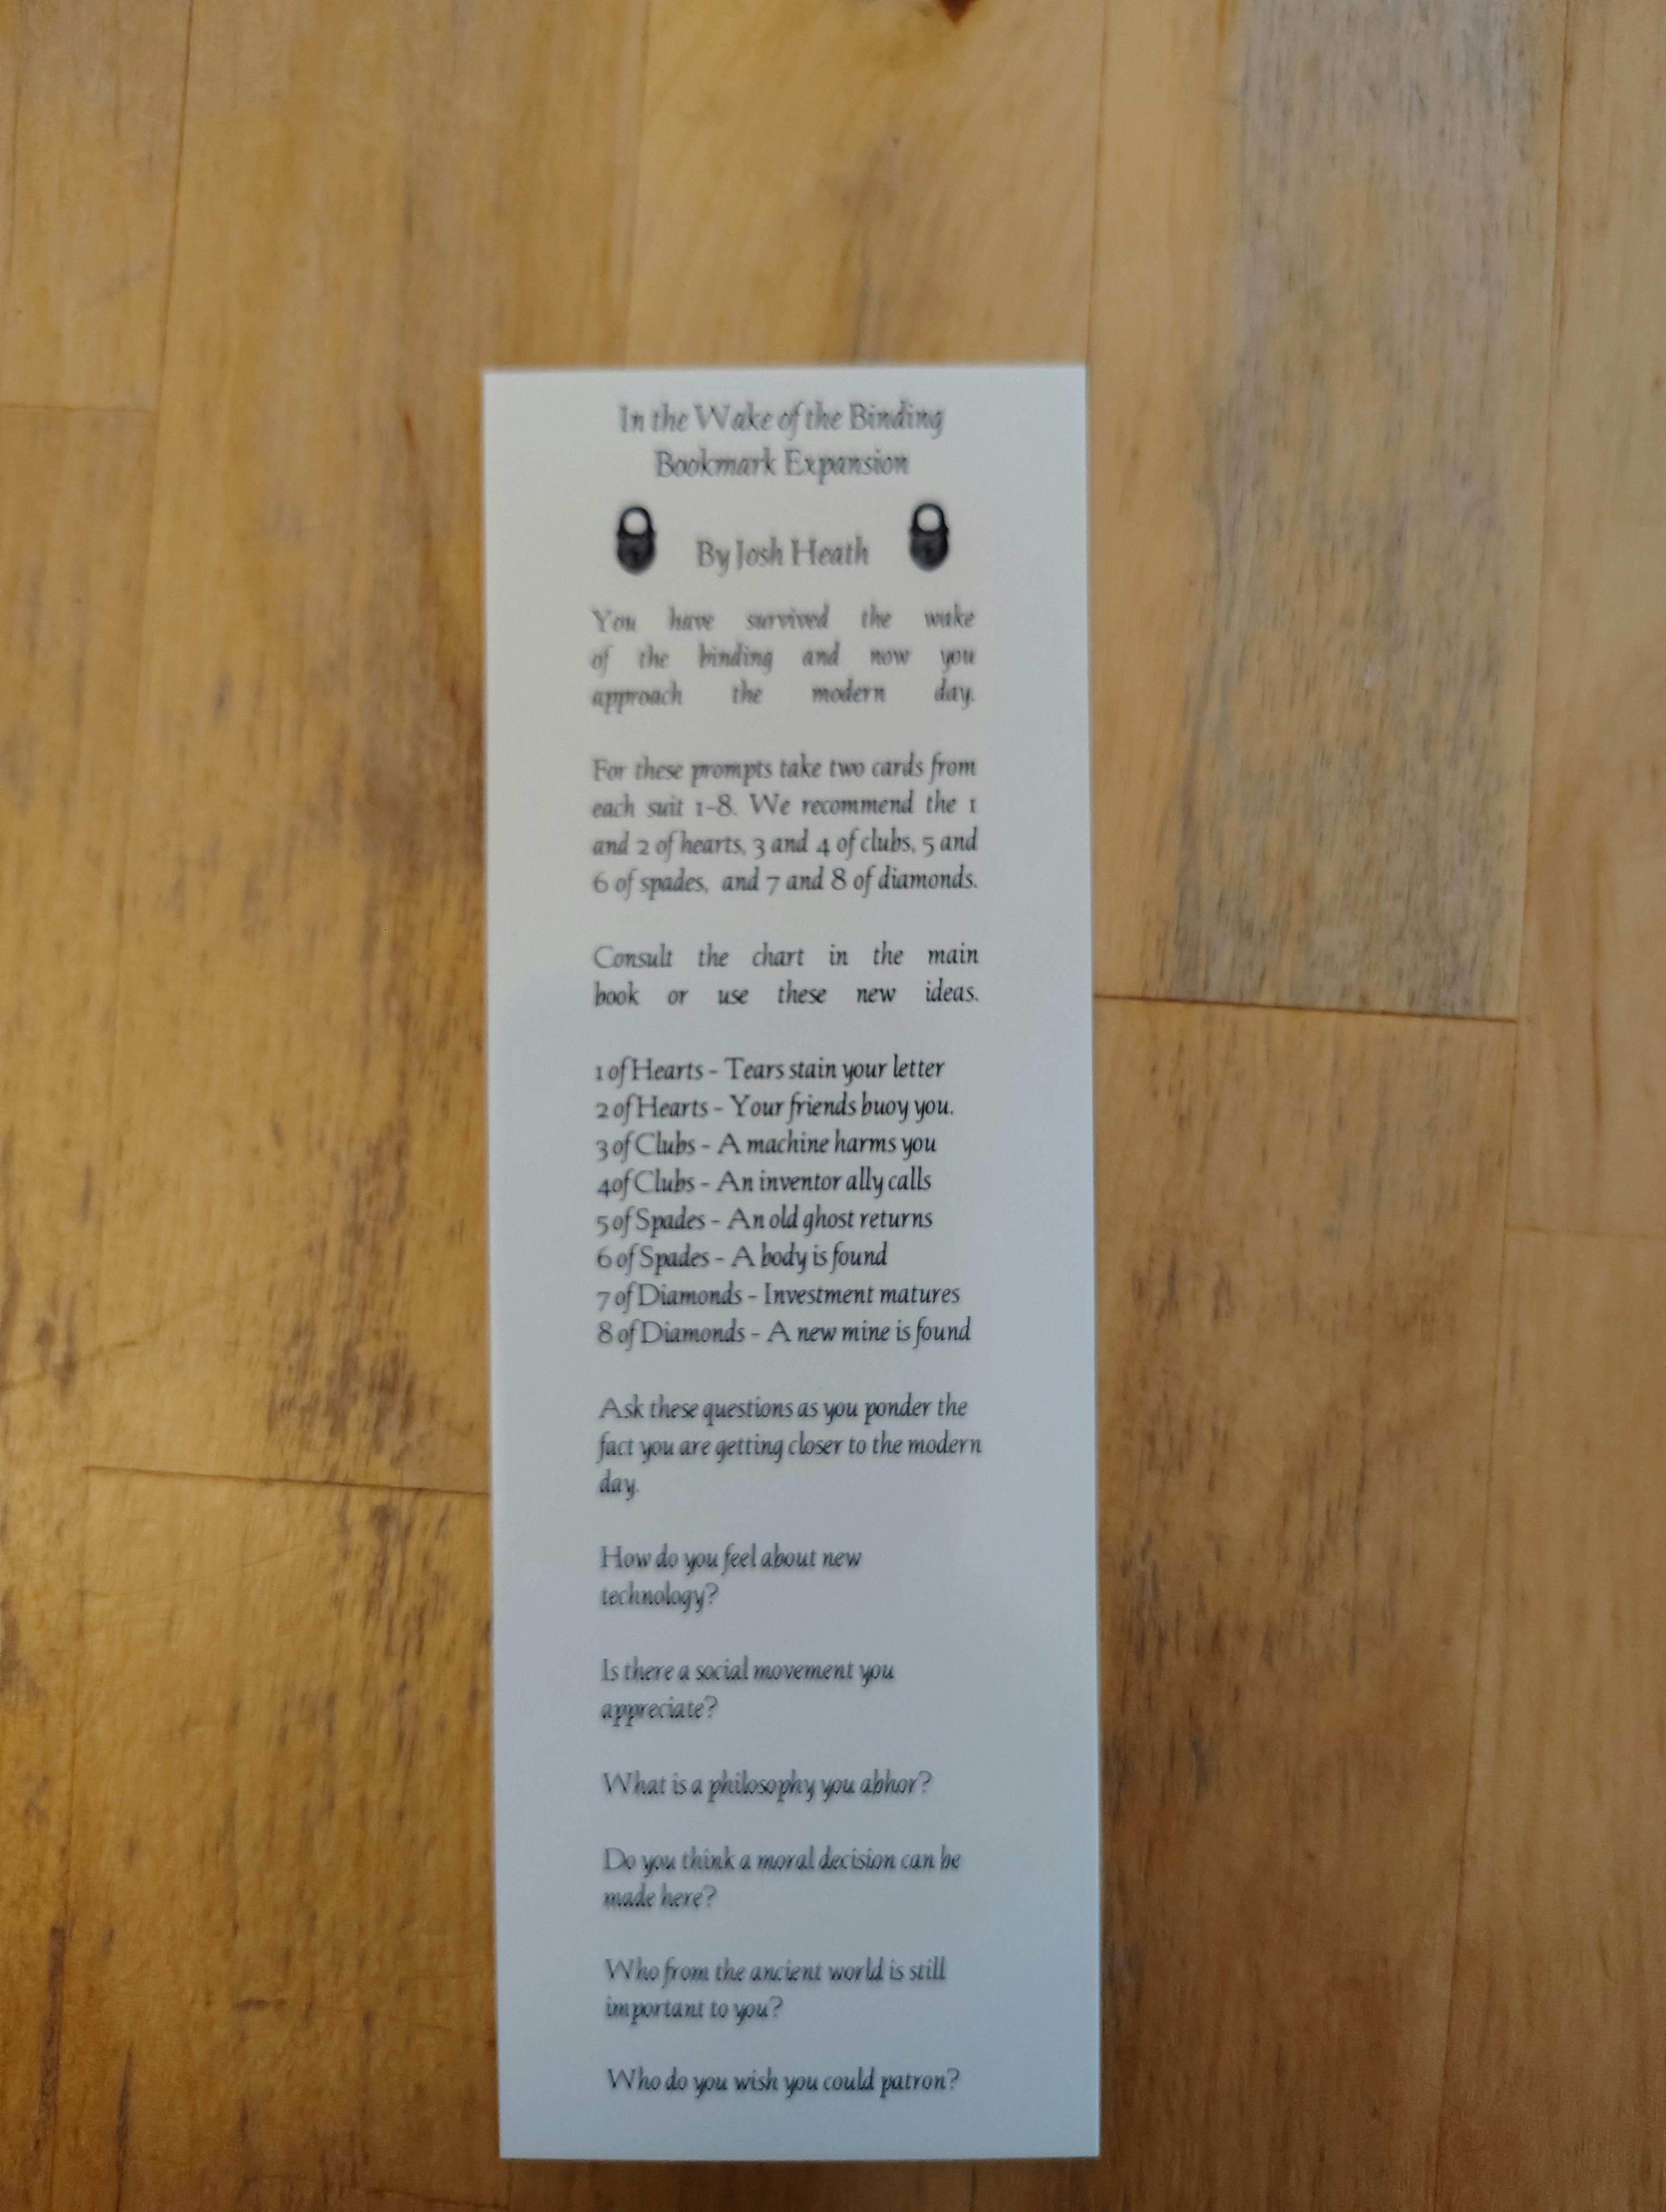 In the Wake of the Binding
Bookmark Expansion
By Josh Heath
You have survived the wake
of the binding and now you
approach the modern day.
For these prompts take two cards from
each suit 1-8. We recommend the 1
and 2 of hearts, 3 and 4 of clubs, 5 and
6 of spades, and 7 and 8 of diamonds.
Consult the chart in the main
book or use these new ideas.
1 of Hearts - Tears stain your letter
2 of Hearts - Your friends buoy you.
3 of Clubs - A machine harms you
4of Clubs - An inventor ally calls
5 of Spades - An old ghost returns
6 of Spades - A body is found
7 of Diamonds - Investment matures
8 of Diamonds - A new mine is found
Ask these questions as you ponder the
fact you are getting closer to the modern
day.
How do you feel about new
technology?
Is there a social movement you
appreciate?
What is a philosophy you abhor?
Do you think a moral decision can be
made here?
Who from the ancient world is still
important to you?
Who do you wish you could patron?